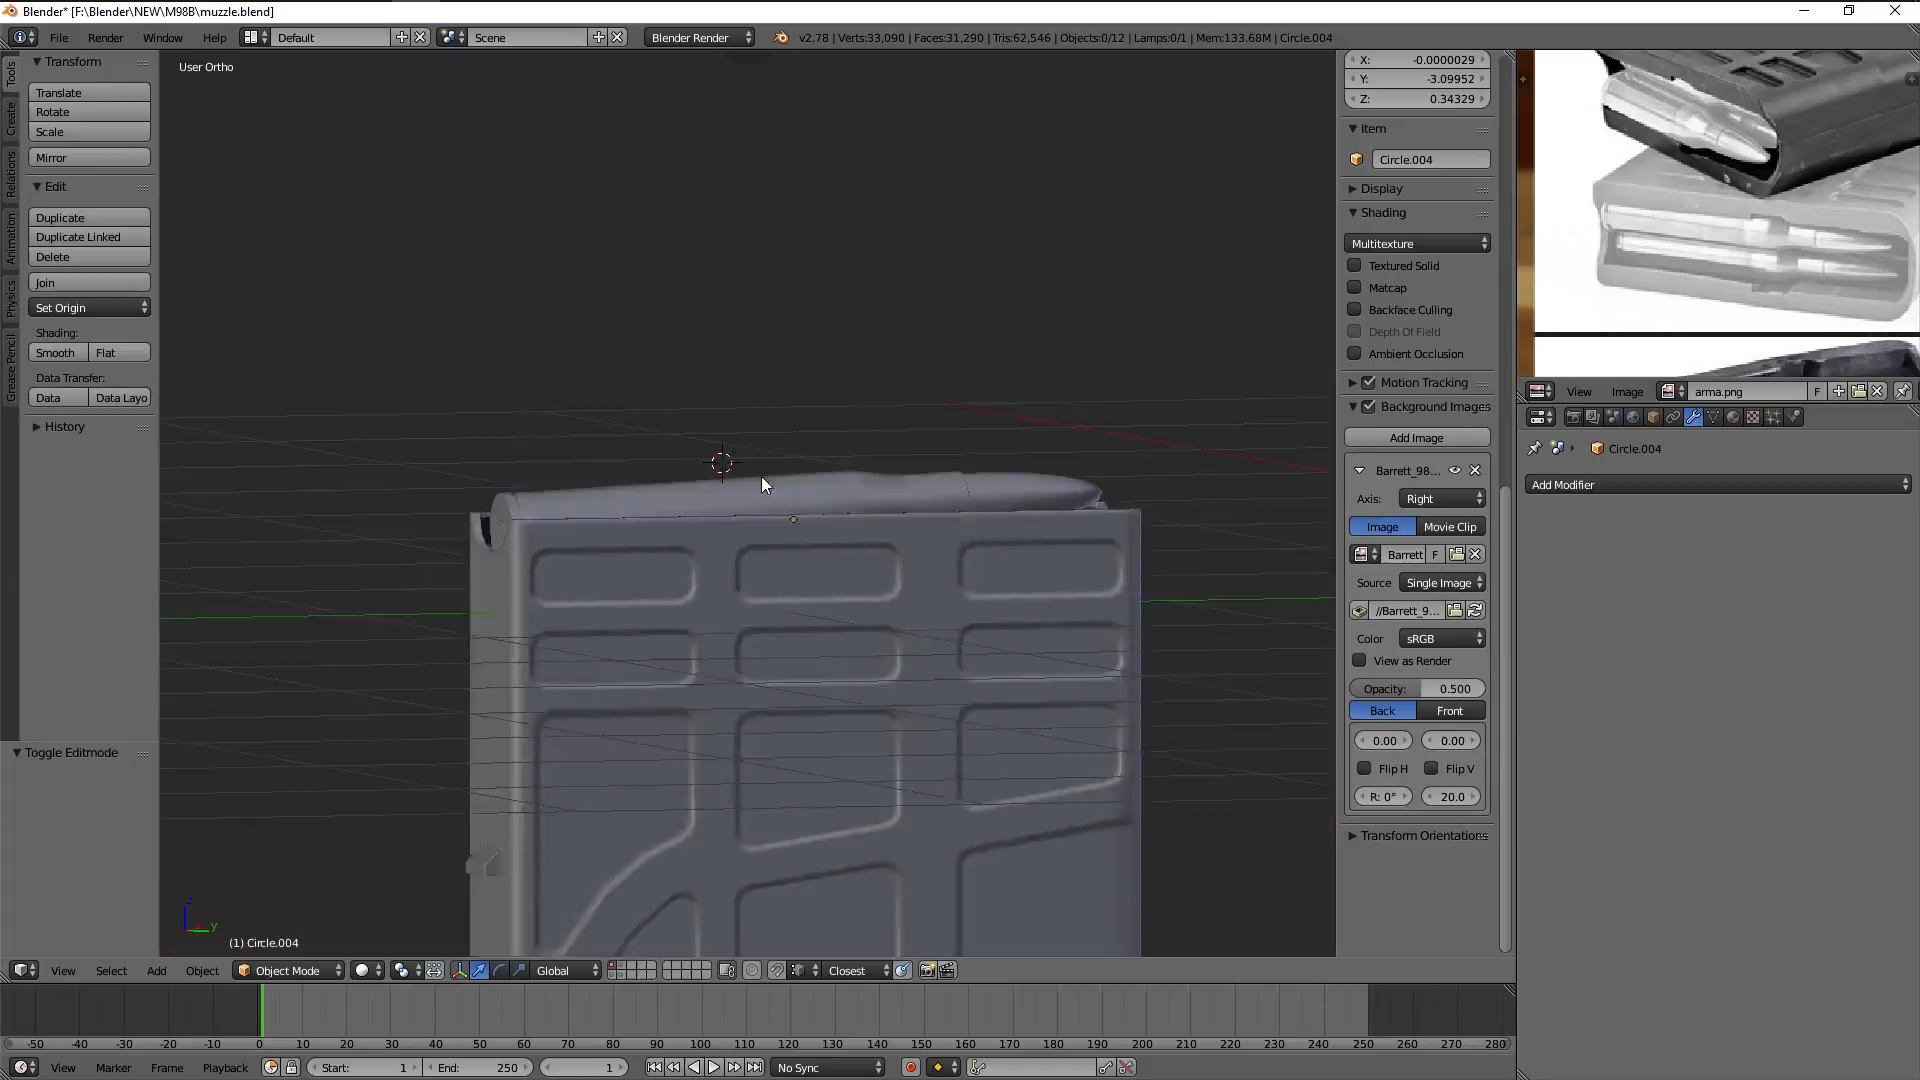 Blender* [F:\Blender\NEW\M98B\muzzle.blend]
File Render Window Help Default Scene Blender Render v2.78 | Verts:33,090 | Faces:31,290 | Tris:62,546 | Objects:0/12 | Lamps:0/1 | Mem:133.68M | Circle.004
Tools
Create
Relations
Animation
Physics
Grease Pencil
Transform
Translate
Rotate
Scale
Mirror
Edit
Duplicate
Duplicate Linked
Delete
Join
Set Origin
Shading:
Smooth Flat
Data Transfer:
Data Data Layo
History
Toggle Editmode
User Ortho
z
y
(1) Circle.004
X: -0.0000029
Y: -3.09952
Z: 0.34329
Item
Circle.004
Display
Shading
Multitexture
Textured Solid
Matcap
Backface Culling
Depth Of Field
Ambient Occlusion
Motion Tracking
Background Images
Add Image
Barrett_98...
Axis: Right
Image Movie Clip
Barrett F
Source Single Image
//Barrett_9...
Color sRGB
View as Render
Opacity: 0.500
Back Front
0.00 0.00
Flip H Flip V
R: 0° 20.0
Transform Orientations
View Image arma.png F
Circle.004
Add Modifier
View Select Add Object Object Mode Global Closest
-50 -40 -30 -20 -10 0 10 20 30 40 50 60 70 80 90 100 110 120 130 140 150 160 170 180 190 200 210 220 230 240 250 260 270 280
View Marker Frame Playback Start: 1 End: 250 1 No Sync